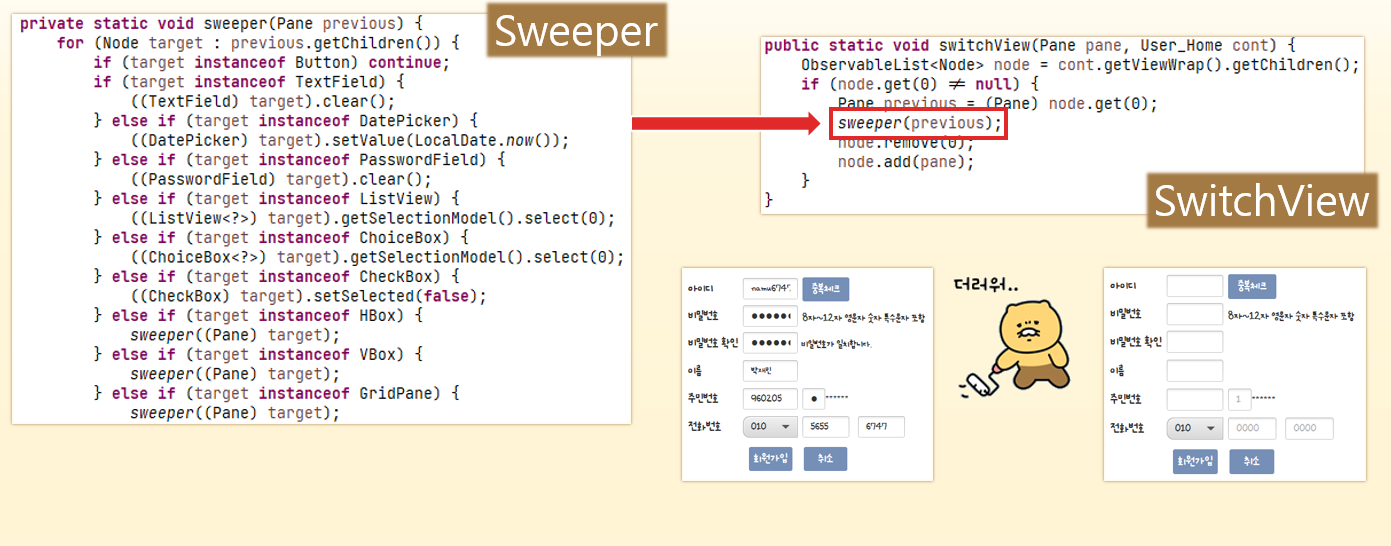 private static void sweeper(Pane previous) {
for (Node target : previous.getChildren()) {
if (target instanceof Button) continue;
if (target instanceof TextField) {
((TextField) target).clear();
} else if (target instanceof DatePicker) {
((DatePicker) target).setValue(LocalDate.now());
} else if (target instanceof PasswordField) {
((PasswordField) target).clear();
} else if (target instanceof ListView) {
((ListView<?>) target).getSelectionModel().select(0);
} else if (target instanceof ChoiceBox) {
((ChoiceBox<?>) target).getSelectionModel().select(0);
} else if (target instanceof CheckBox) {
((CheckBox) target).setSelected(false);
} else if (target instanceof HBox) {
sweeper((Pane) target);
} else if (target instanceof VBox) {
sweeper((Pane) target);
} else if (target instanceof GridPane) {
sweeper((Pane) target);
Sweeper
public static void switchView(Pane pane, User_Home cont) {
ObservableList<Node> node = cont.getViewWrap().getChildren();
if (node.get(0) ≠ null) {
Pane previous = (Pane) node.get(0);
sweeper(previous);
node.remove(0);
node.add(pane);
}
}
SwitchView
아이디 namu6747 중복체크
비밀번호 ●●●●●● 8자~12자 영문자 숫자 특수문자 포함
비밀번호 확인 ●●●●●● 비밀번호가 일치합니다.
이름 박재민
주민번호 960205 ● ******
전화번호 010 5655 6747
회원가입 취소
더러워..
아이디 중복체크
비밀번호 8자~12자 영문자 숫자 특수문자 포함
비밀번호 확인
이름
주민번호 1 ******
전화번호 010 0000 0000
회원가입 취소